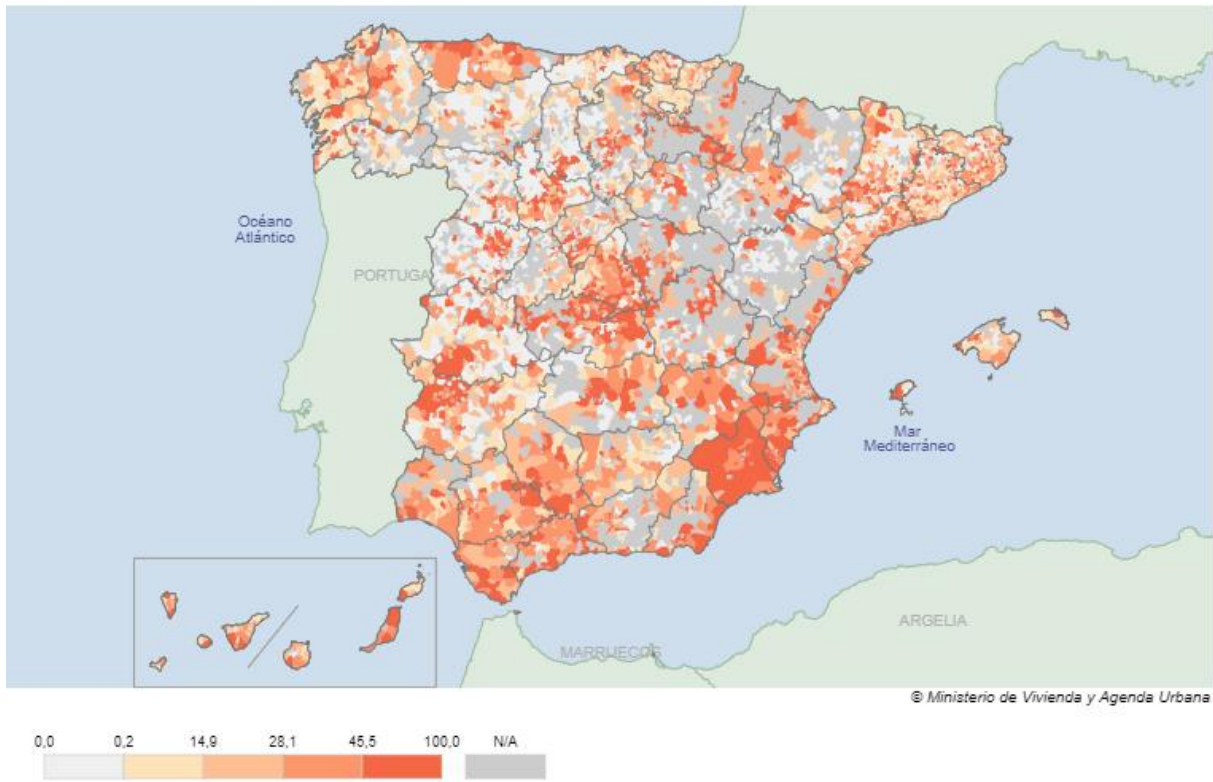 Océano
Atlántico
PORTUGA
Mar
Mediterráneo
ARGELIA
MARRUECOS
© Ministerio de Vivienda y Agenda Urbana
0,0 0,2 14,9 28,1 45,5 100,0 N/A